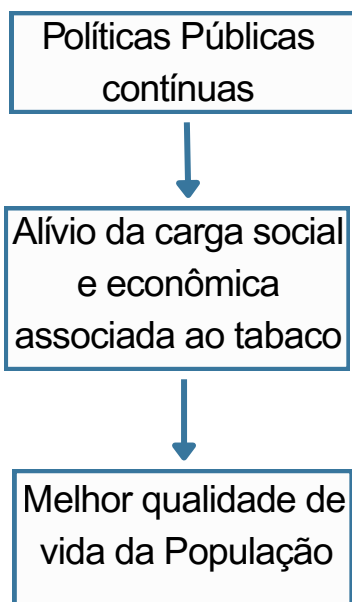 Políticas Públicas
contínuas
Alívio da carga social
e econômica
associada ao tabaco
Melhor qualidade de
vida da População